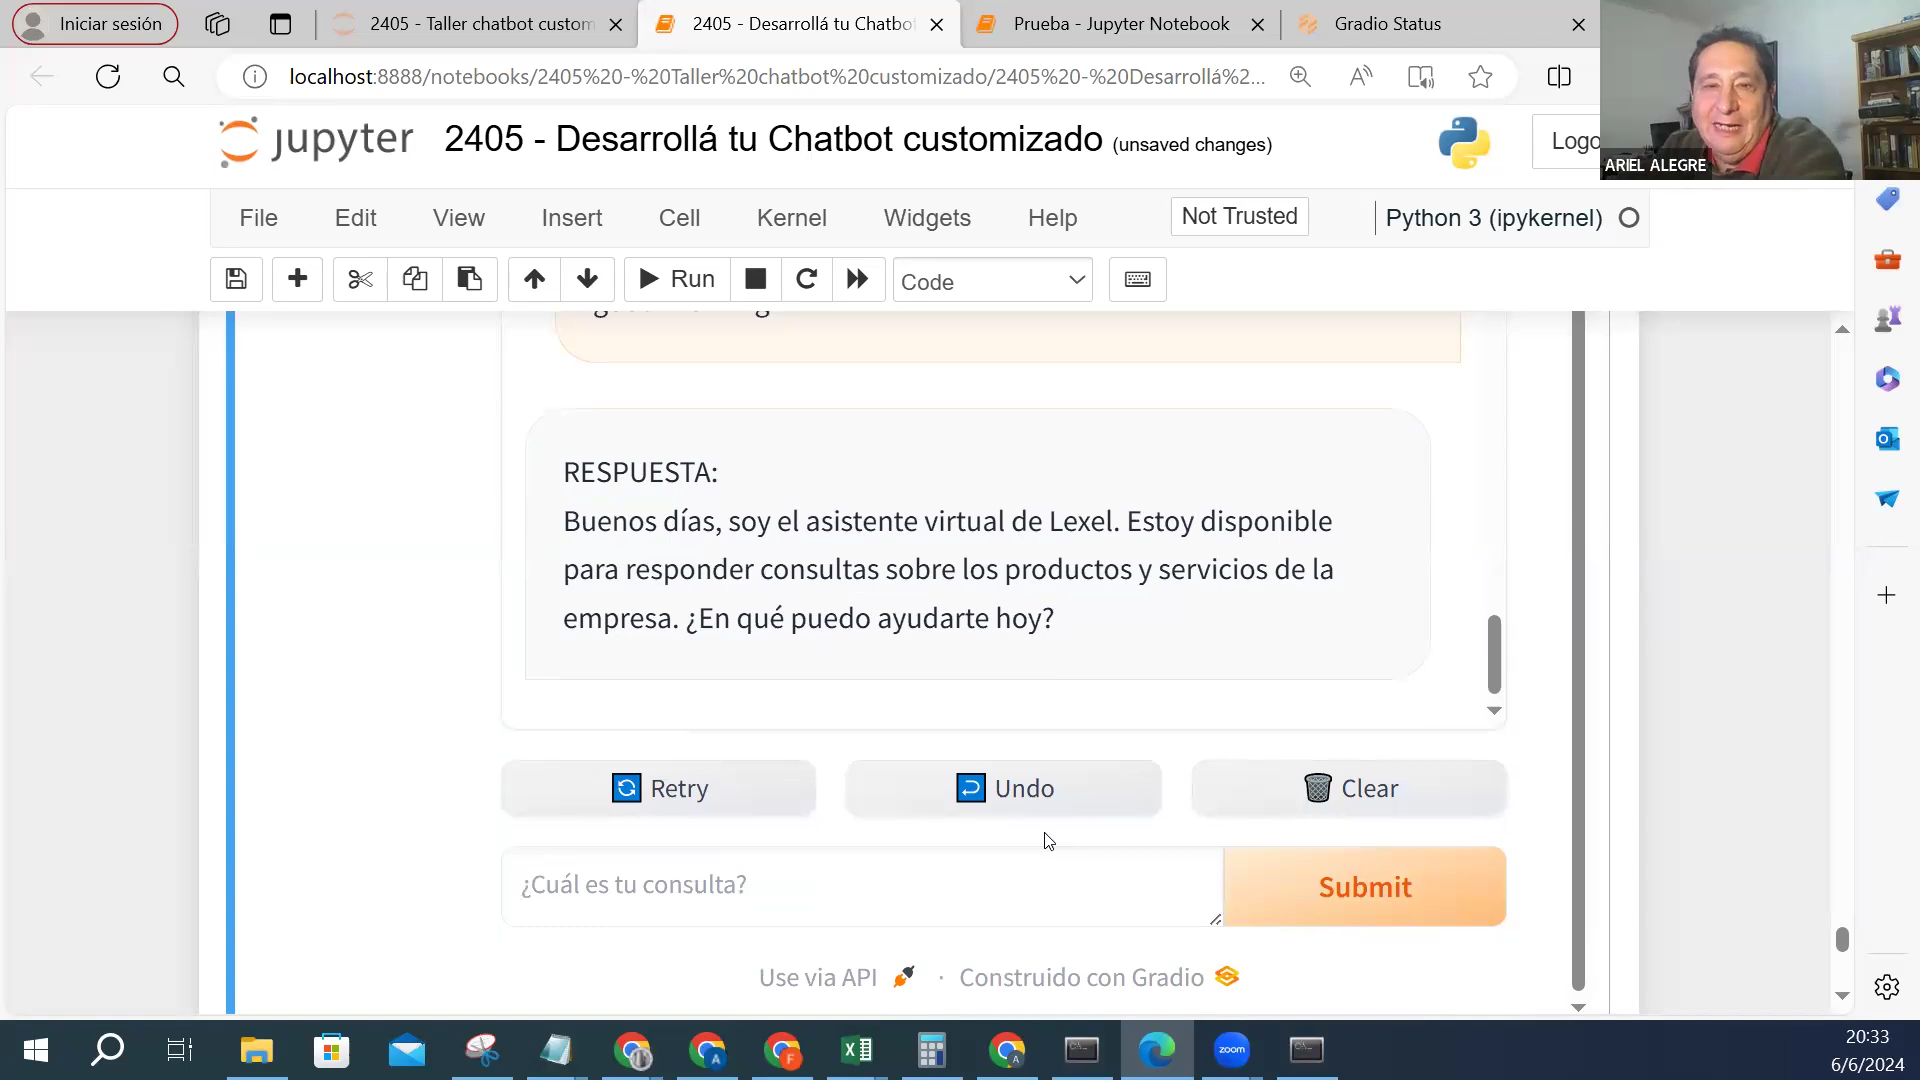 Iniciar sesión
2405 - Taller chatbot custom
2405 - Desarrollá tu Chatbo
Prueba - Jupyter Notebook
Gradio Status
localhost:8888/notebooks/2405%20-%20Taller%20chatbot%20customizado/2405%20-%20Desarrollá%2...
jupyter
2405 - Desarrollá tu Chatbot customizado (unsaved changes)
Logo
ARIEL ALEGRE
File Edit View Insert Cell Kernel Widgets Help
Not Trusted
Python 3 (ipykernel)
Run
Code
RESPUESTA:
Buenos días, soy el asistente virtual de Lexel. Estoy disponible
para responder consultas sobre los productos y servicios de la
empresa. ¿En qué puedo ayudarte hoy?
Retry
Undo
Clear
¿Cuál es tu consulta?
Submit
Use via API · Construido con Gradio
zoom
20:33
6/6/2024